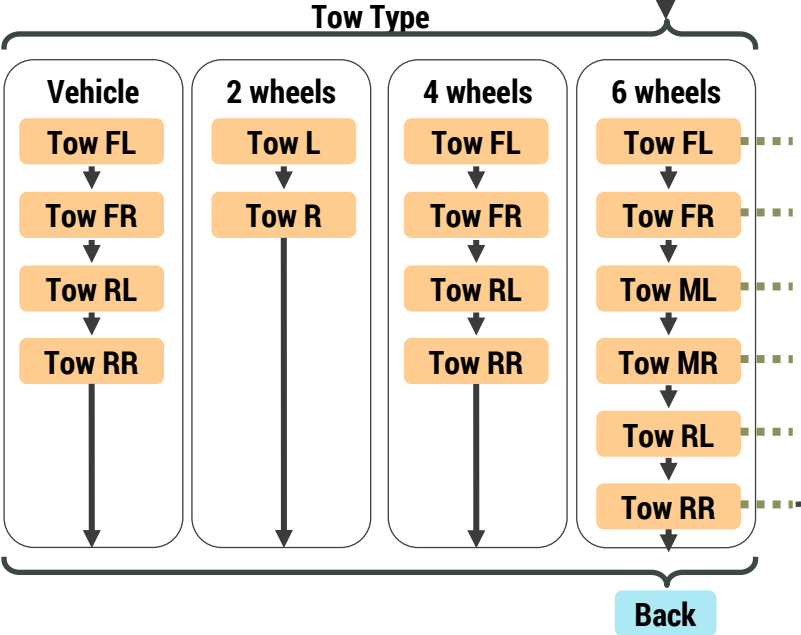 Tow Type
Vehicle
Tow FL
Tow FR
Tow RL
Tow RR
2 wheels
Tow L
Tow R
4 wheels
Tow FL
Tow FR
Tow RL
Tow RR
6 wheels
Tow FL
Tow FR
Tow ML
Tow MR
Tow RL
Tow RR
Back